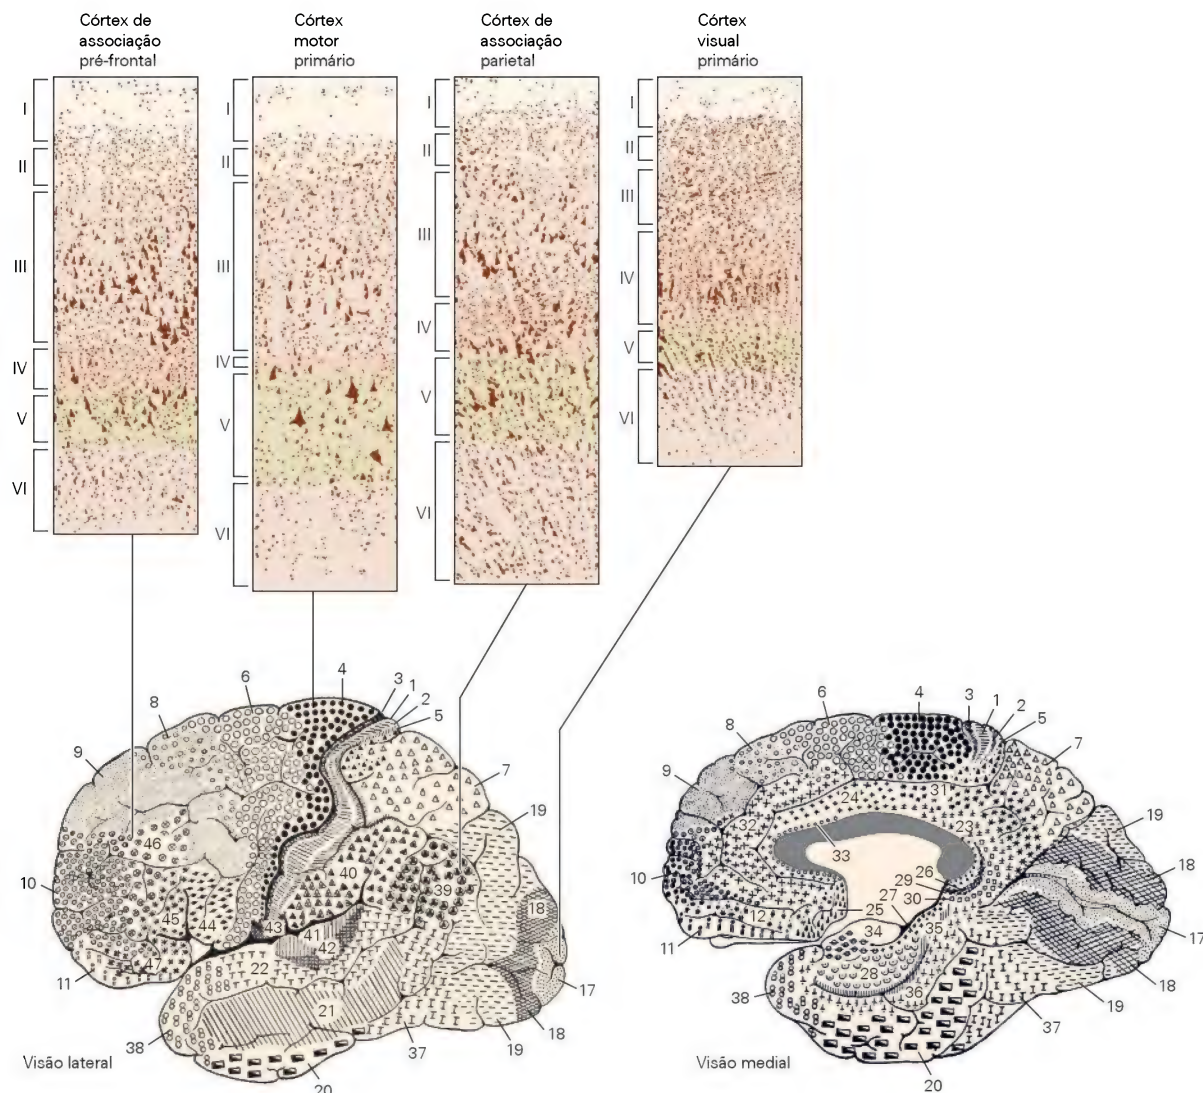 Córtex de
associação
pré-frontal
Córtex
motor
primário
Córtex de
associação
parietal
Córtex
visual
primário
I
II
III
IV
V
VI
I
II
III
IV
V
VI
I
II
III
IV
V
VI
I
II
III
IV
V
VI
4
3
1
2
5
6
8
9
7
19
46
10
40
39
18
45
44
43
41
42
47
11
22
17
21
18
38
37
19
20
Visão lateral
4
3
1
2
5
6
8
7
9
31
24
19
32
23
33
26
10
29
27
30
12
25
35
34
17
11
28
18
36
38
19
37
20
Visão medial